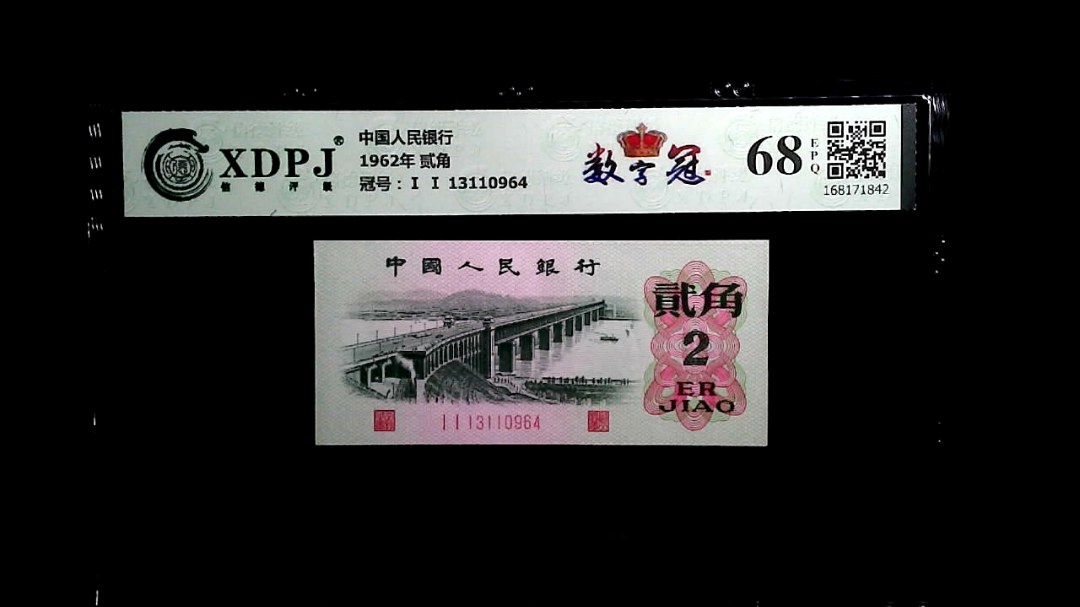 XDPJ®
信德评级
中国人民银行
1962年 贰角
冠号：Ⅰ Ⅰ 13110964
数字冠
68
EPQ
168171842
中國人民銀行
貳角
2
ER
JIAO
ⅠⅠ13110964